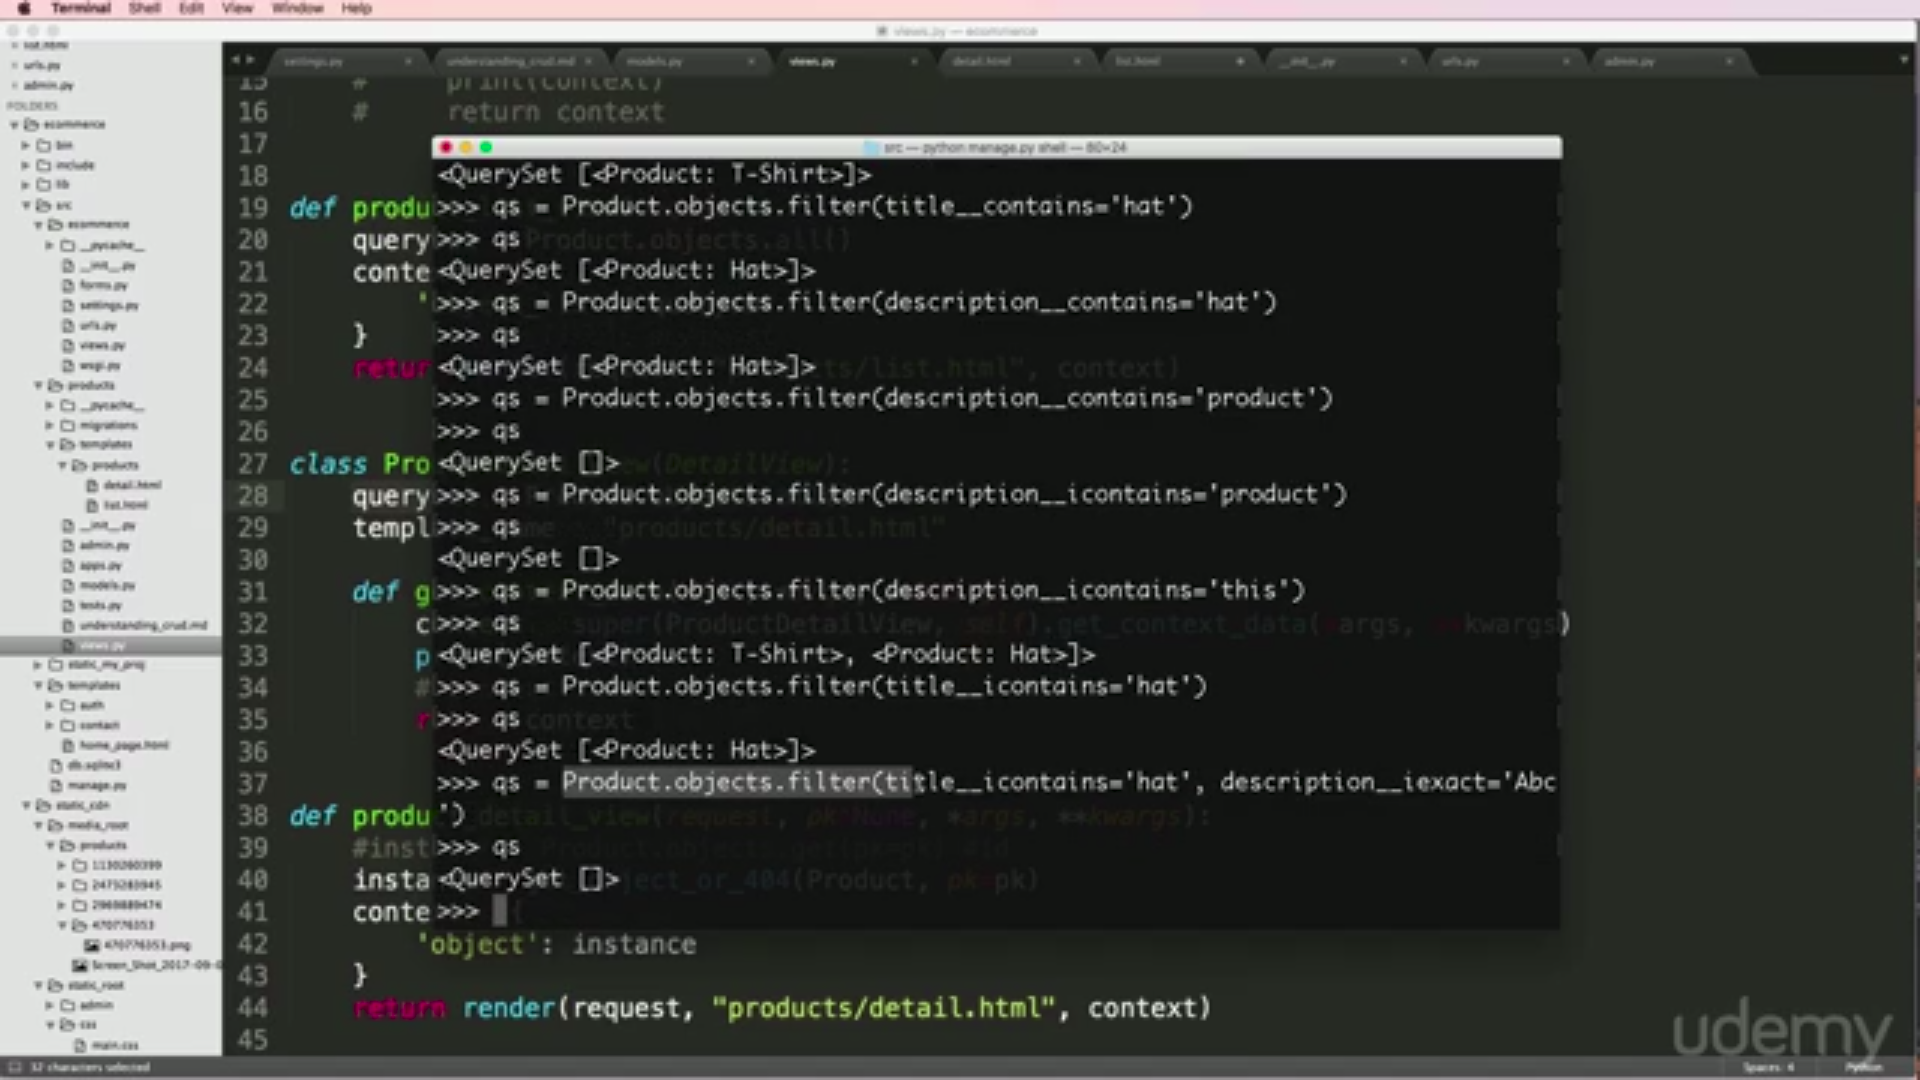 Terminal Shell Edit View Window Help
views.py — ecommerce
list.html
urls.py
admin.py
FOLDERS
ecommerce
bin
include
lib
src
ecommerce
__pycache__
__init__.py
forms.py
settings.py
urls.py
views.py
wsgi.py
products
__pycache__
migrations
templates
products
detail.html
list.html
__init__.py
admin.py
apps.py
models.py
tests.py
understanding_crud.md
views.py
static_my_proj
templates
auth
contact
home_page.html
db.sqlite3
manage.py
static_cdn
media_root
products
1130260399
2473283945
2969889474
470776353
470776353.png
Screen_Shot_2017-09-0
static_root
admin
css
main.css
settings.py understanding_crud.md models.py views.py detail.html list.html __init__.py urls.py admin.py
15 # print(context)
16 # return context
17
18
19 def produ
20 query
21 conte
22 '
23 }
24 retur
25
26
27 class Pro
28 query
29 templ
30
31 def g
32 c
33 p
34 #
35 r
36
37
38 def produ
39 #inst
40 insta
41 conte
42 'object': instance
43 }
44 return render(request, "products/detail.html", context)
45
src — python manage.py shell — 80×24
<QuerySet [<Product: T-Shirt>]>
>>> qs = Product.objects.filter(title__contains='hat')
>>> qs
<QuerySet [<Product: Hat>]>
>>> qs = Product.objects.filter(description__contains='hat')
>>> qs
<QuerySet [<Product: Hat>]>
>>> qs = Product.objects.filter(description__contains='product')
>>> qs
<QuerySet []>
>>> qs = Product.objects.filter(description__icontains='product')
>>> qs
<QuerySet []>
>>> qs = Product.objects.filter(description__icontains='this')
>>> qs
<QuerySet [<Product: T-Shirt>, <Product: Hat>]>
>>> qs = Product.objects.filter(title__icontains='hat')
>>> qs
<QuerySet [<Product: Hat>]>
>>> qs = Product.objects.filter(title__icontains='hat', description__iexact='Abc
')
>>> qs
<QuerySet []>
>>>
32 characters selected
Spaces: 4 Python
udemy